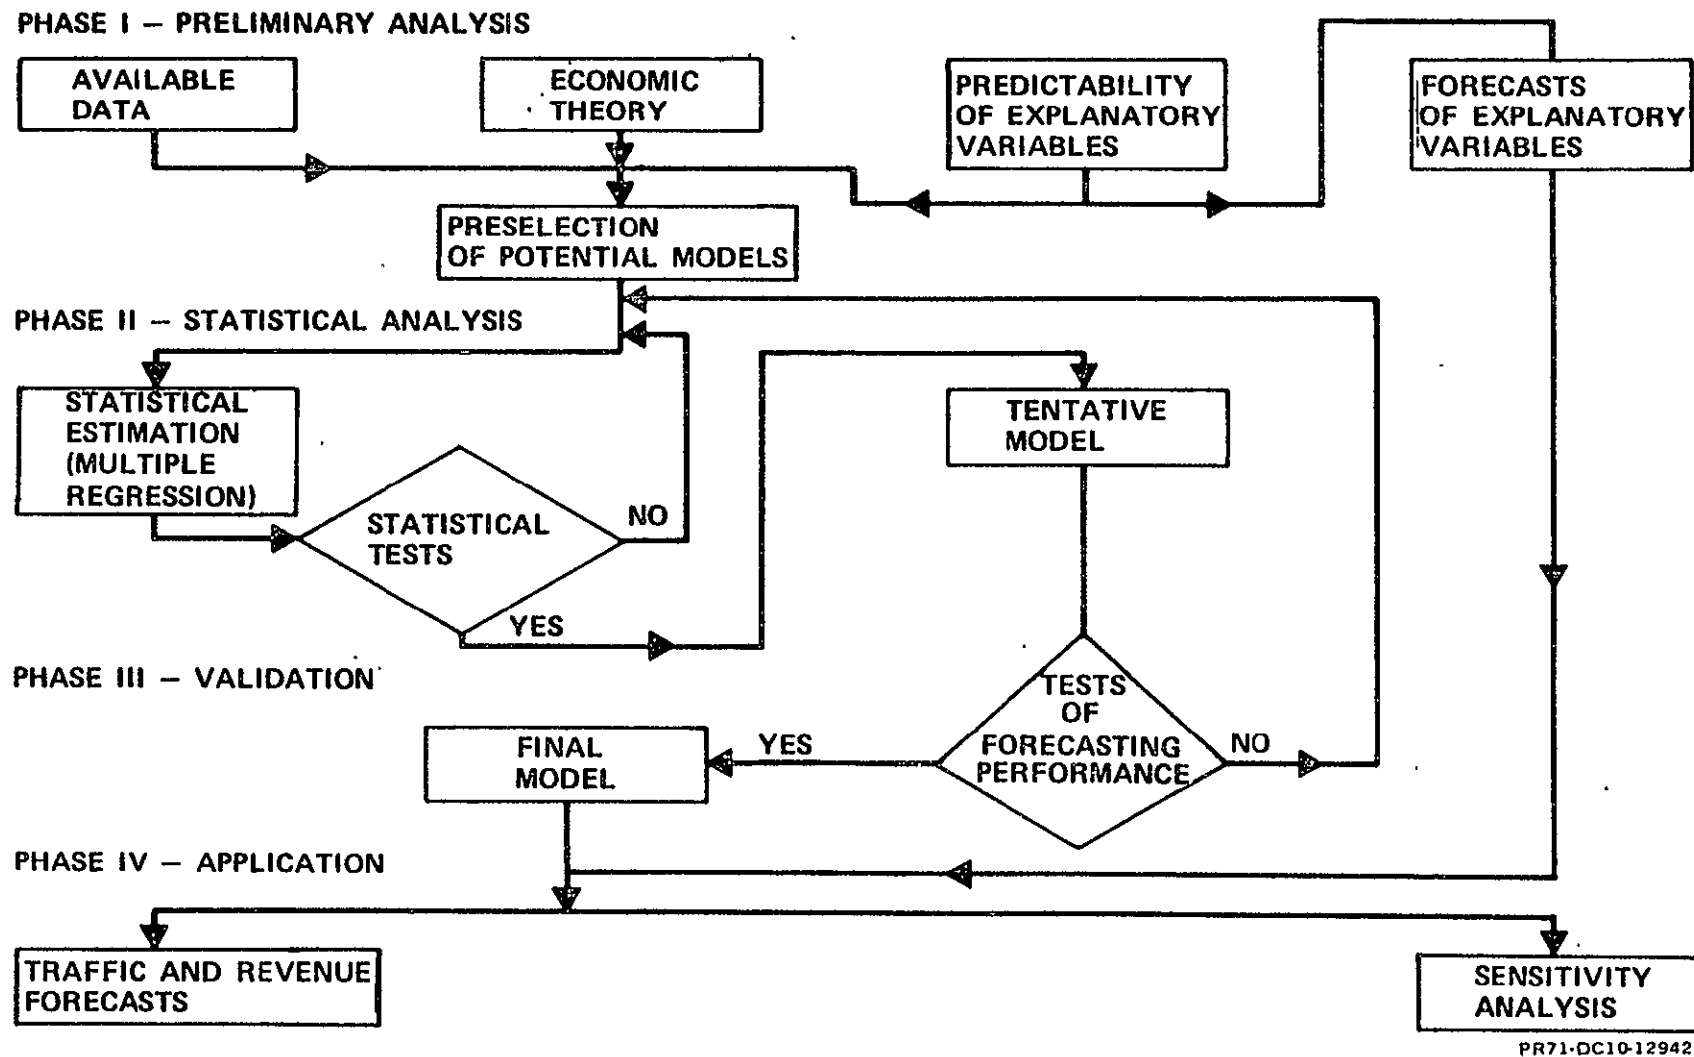 PHASE I – PRELIMINARY ANALYSIS
AVAILABLE
DATA
ECONOMIC
THEORY
PREDICTABILITY
OF EXPLANATORY
VARIABLES
FORECASTS
OF EXPLANATORY
VARIABLES
PRESELECTION
OF POTENTIAL MODELS
PHASE II – STATISTICAL ANALYSIS
STATISTICAL
ESTIMATION
(MULTIPLE
REGRESSION)
STATISTICAL
TESTS
NO
YES
TENTATIVE
MODEL
PHASE III – VALIDATION
TESTS
OF
FORECASTING
PERFORMANCE
YES
NO
FINAL
MODEL
PHASE IV – APPLICATION
TRAFFIC AND REVENUE
FORECASTS
SENSITIVITY
ANALYSIS
PR71-DC10-12942